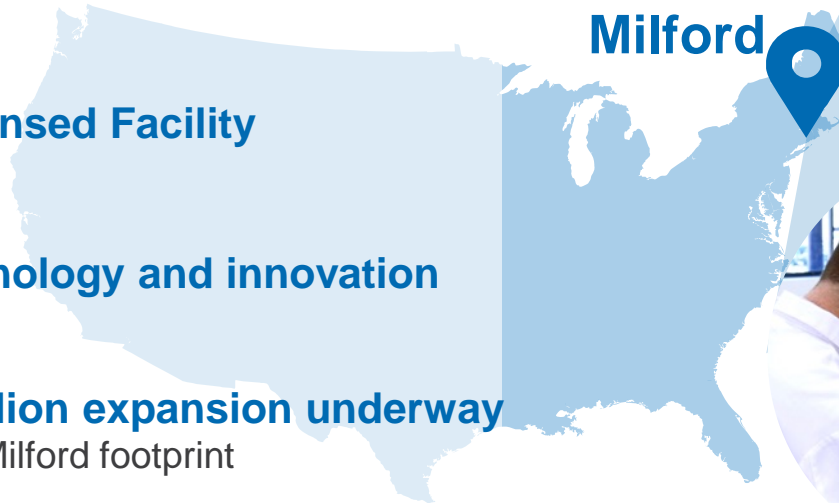 Milford
nsed Facility
nology and innovation
lion expansion underway
Milford footprint